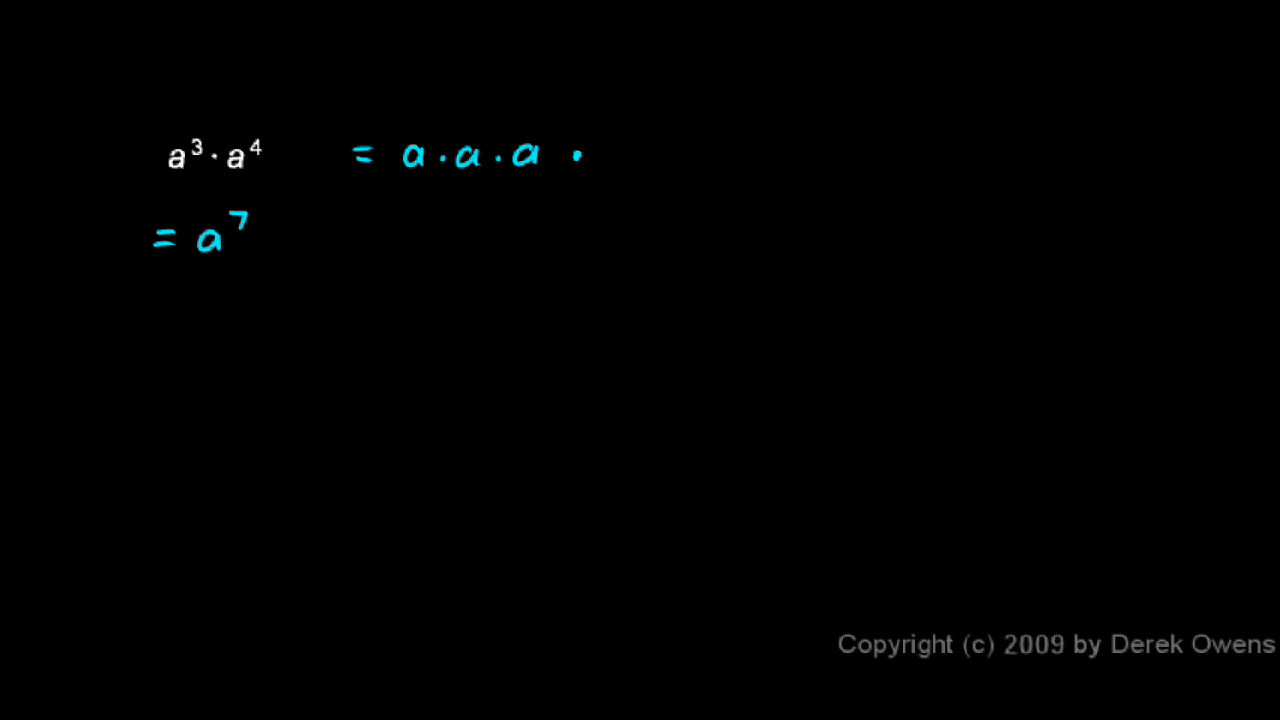 a³·a⁴ = a·a·a ·
= a⁷
Copyright (c) 2009 by Derek Owens